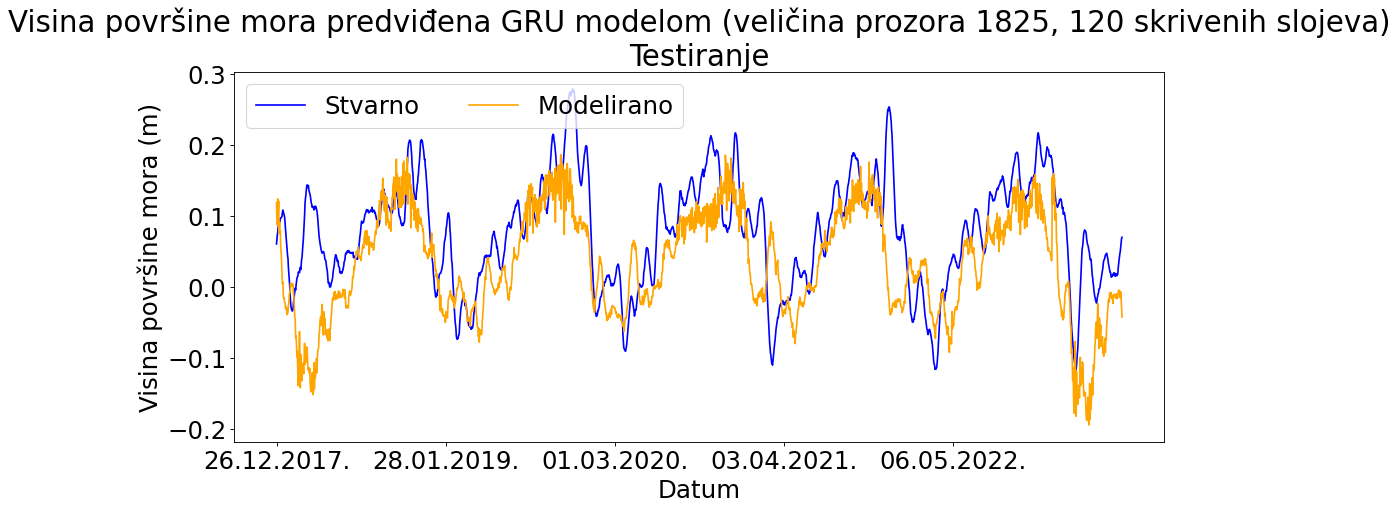 Visina površine mora predviđena GRU modelom (veličina prozora 1825, 120 skrivenih slojeva)
Testiranje
Stvarno Modelirano
Visina površine mora (m)
0.3
0.2
0.1
0.0
−0.1
−0.2
26.12.2017. 28.01.2019. 01.03.2020. 03.04.2021. 06.05.2022.
Datum